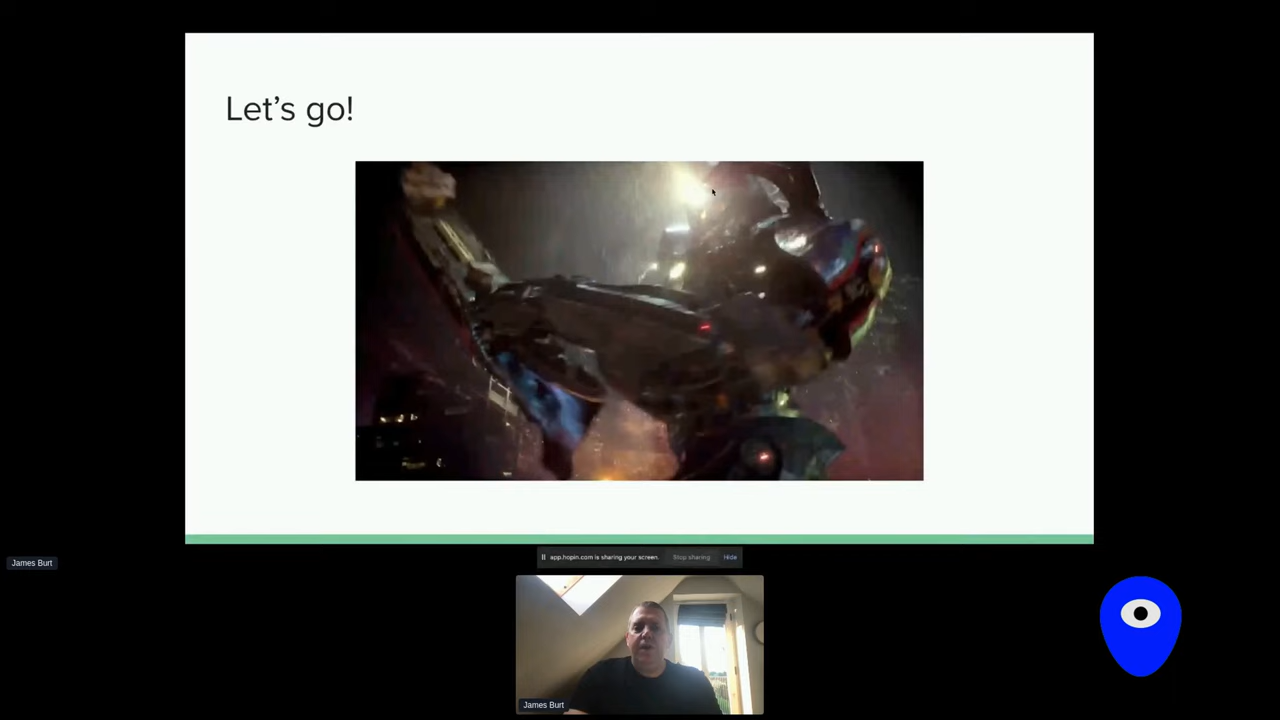 Let's go!
James Burt
app.hopin.com is sharing your screen.
Stop sharing
Hide
James Burt